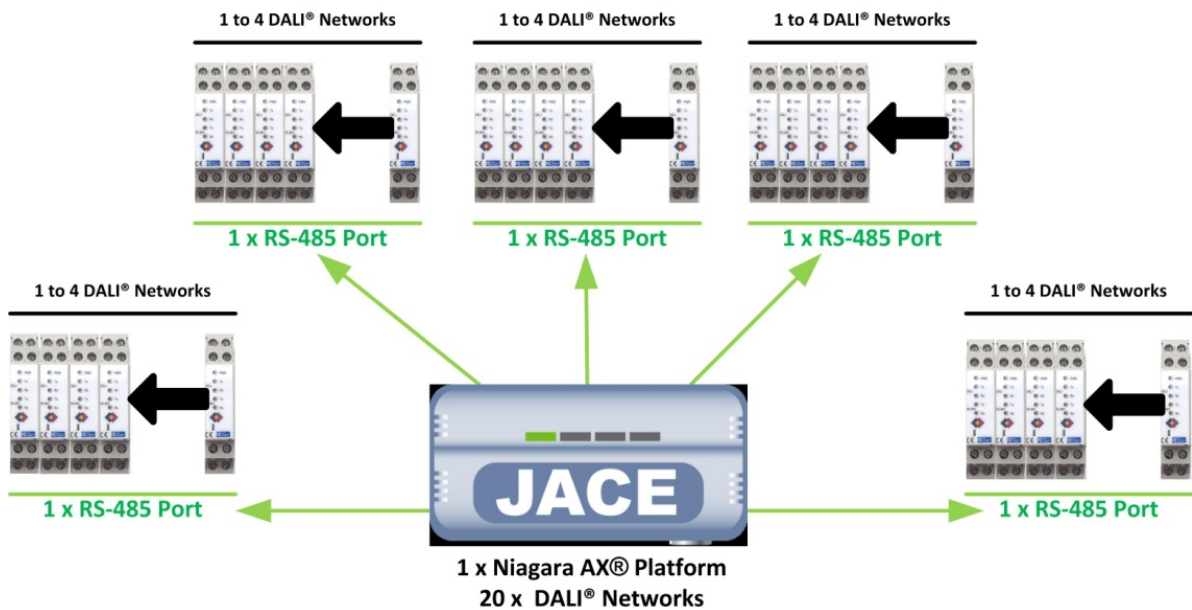 1 to 4 DALI® Networks
1 to 4 DALI® Networks
1 to 4 DALI® Networks
1 x RS-485 Port
1 x RS-485 Port
1 x RS-485 Port
1 to 4 DALI® Networks
1 to 4 DALI® Networks
1 x RS-485 Port
1 x RS-485 Port
JACE
1 x Niagara AX® Platform
20 x DALI® Networks